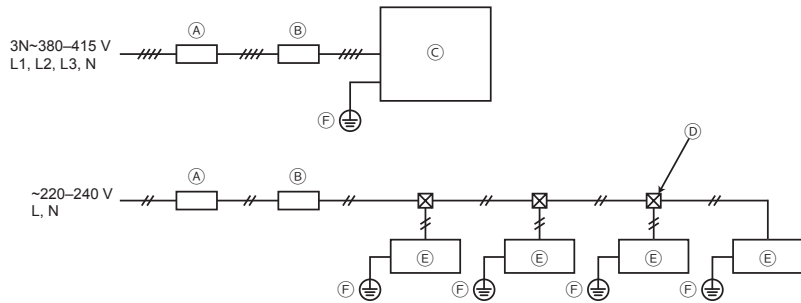 Ⓐ Ⓑ
3N~380–415 V
L1, L2, L3, N
Ⓒ
Ⓕ
Ⓓ
Ⓐ Ⓑ
~220–240 V
L, N
Ⓔ Ⓔ Ⓔ Ⓔ
Ⓕ Ⓕ Ⓕ Ⓕ